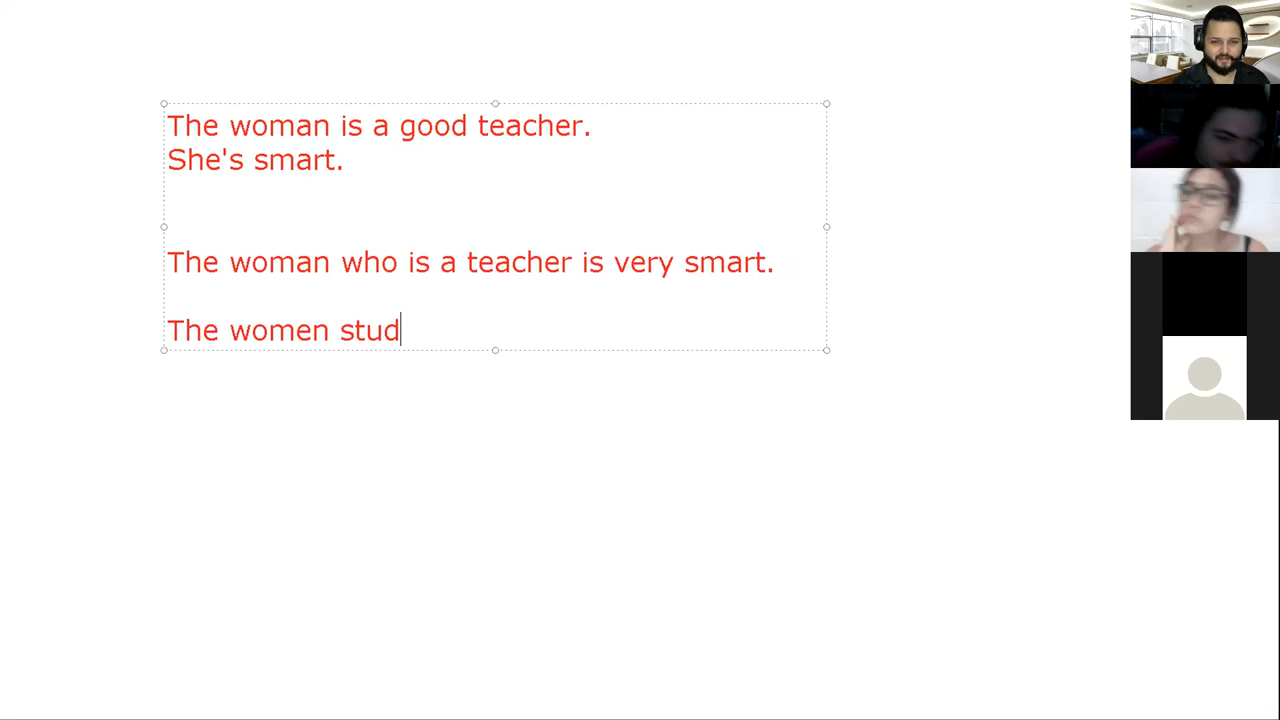 The woman is a good teacher.
She's smart.
The woman who is a teacher is very smart.
The women stud